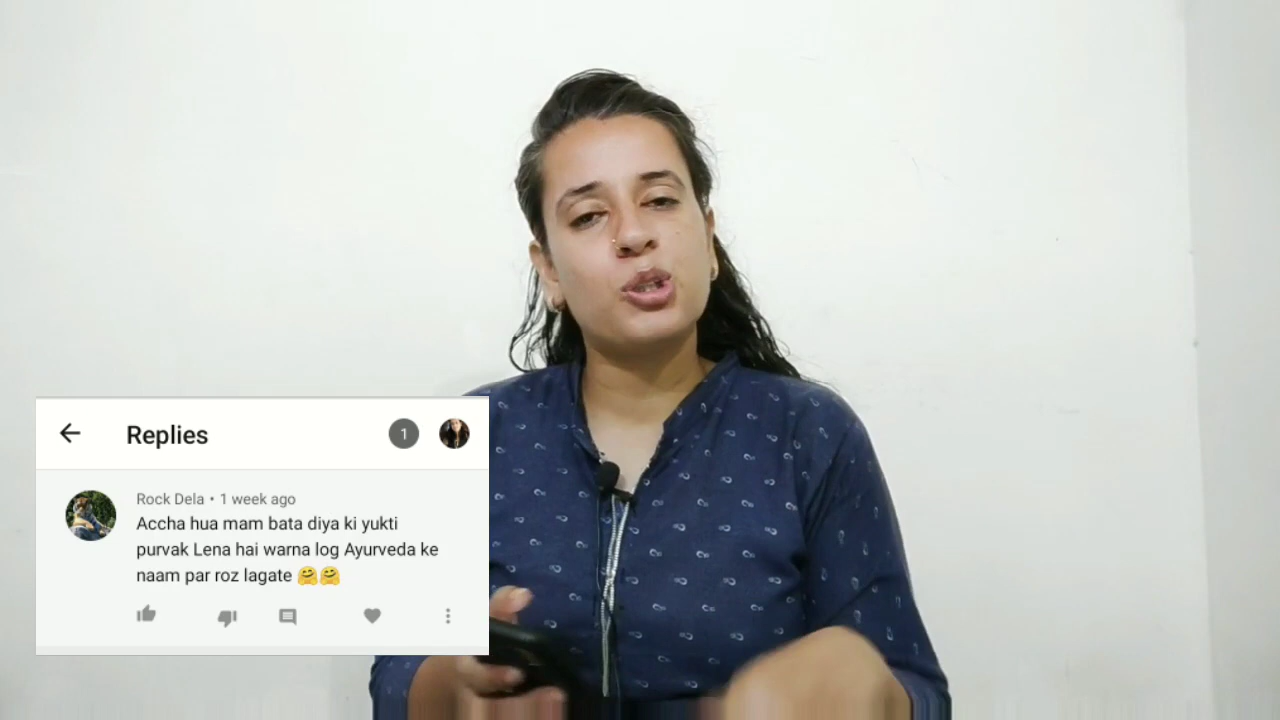 Replies
1
Rock Dela • 1 week ago
Accha hua mam bata diya ki yukti
purvak Lena hai warna log Ayurveda ke
naam par roz lagate 🤗🤗